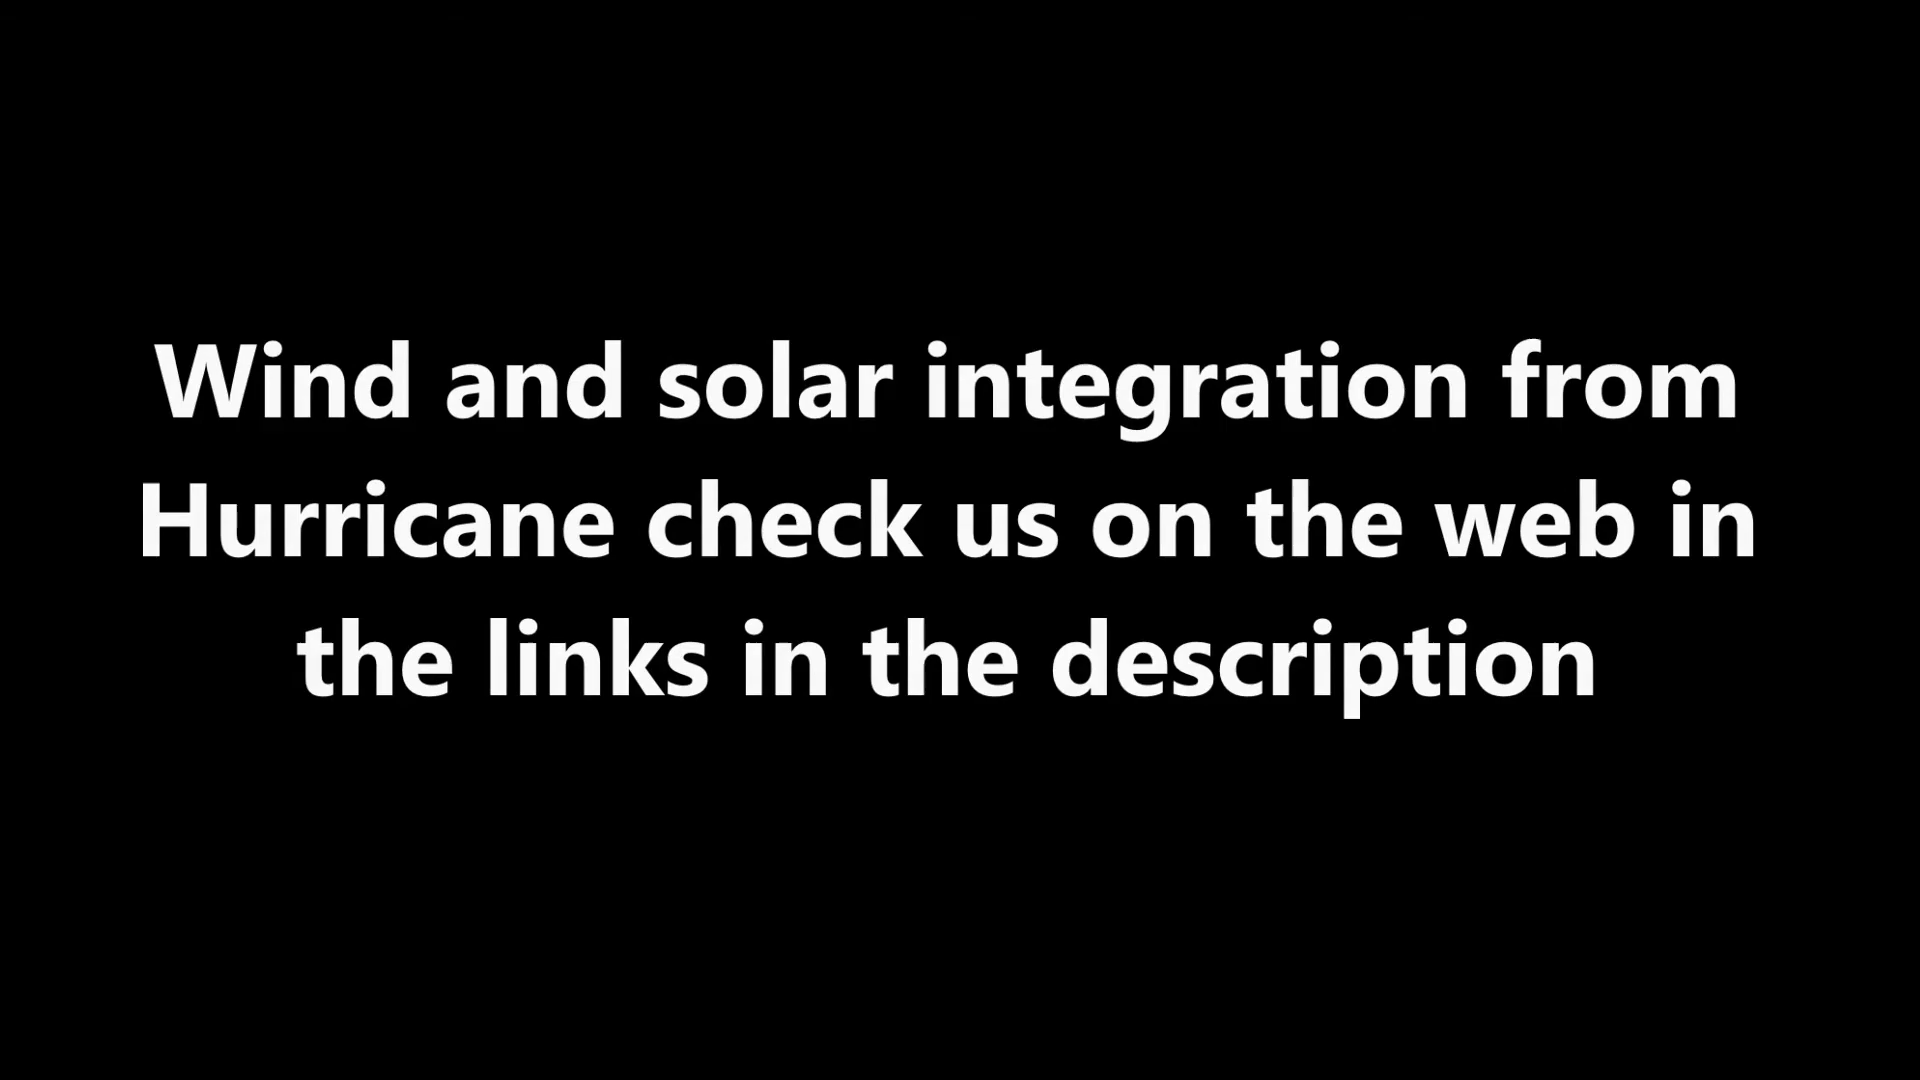 Wind and solar integration from
Hurricane check us on the web in
the links in the description